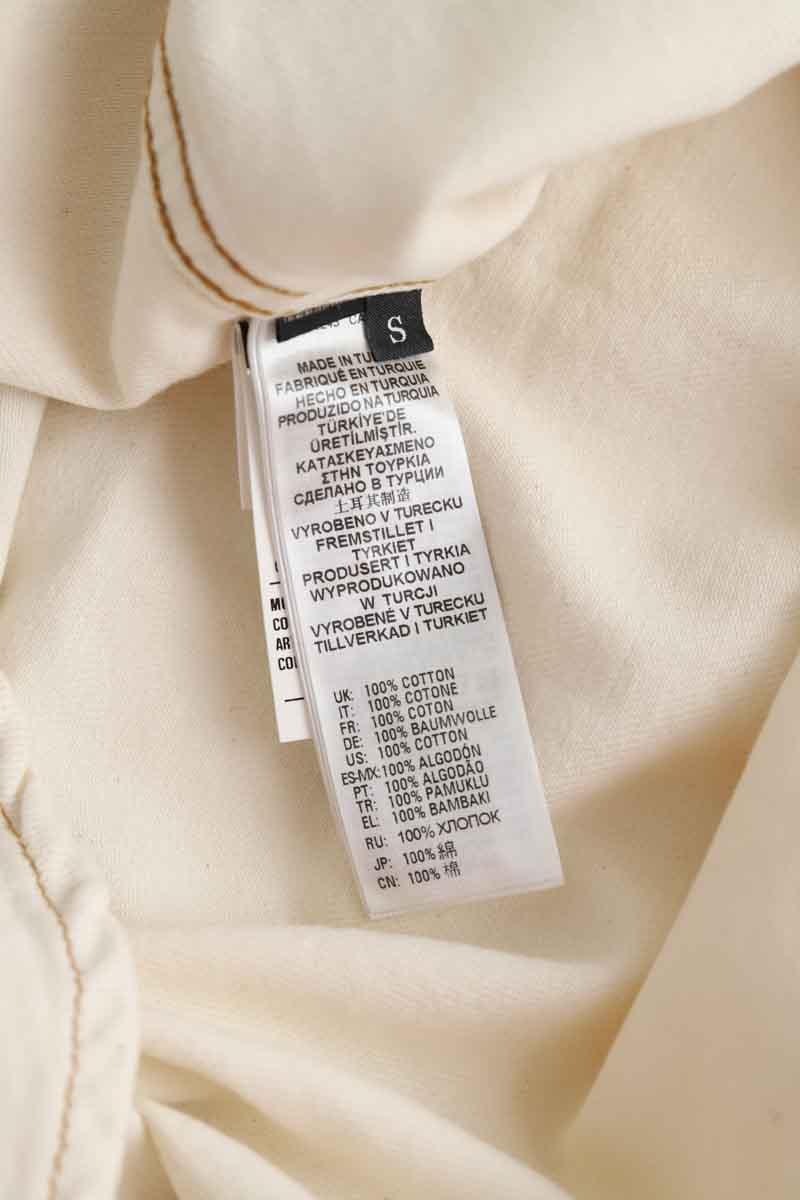 S
MADE IN
FABRIQUÉ EN TURQUIE
HECHO EN TURQUIA
PRODUZIDO NA TURQUIA
TÜRKİYE'DE
ÜRETİLMİŞTİR.
ΚΑΤΑΣΚΕΥΑΣΜΕΝΟ
ΣΤΗΝ ΤΟΥΡΚΙΑ
СДЕЛАНО В ТУРЦИИ
土耳其制造
VYROBENO V TURECKU
FREMSTILLET I
TYRKIET
PRODUSERT I TYRKIA
WYPRODUKOWANO
W TURCJI
VYROBENÉ V TURECKU
TILLVERKAD I TURKIET
UK: 100% COTTON
IT: 100% COTONE
FR: 100% COTON
DE: 100% BAUMWOLLE
US: 100% COTTON
ES-MX: 100% ALGODÓN
PT: 100% ALGODÃO
TR: 100% PAMUKLU
EL: 100% BAMBAKI
RU: 100% ХЛОПОК
JP: 100% 綿
CN: 100% 棉